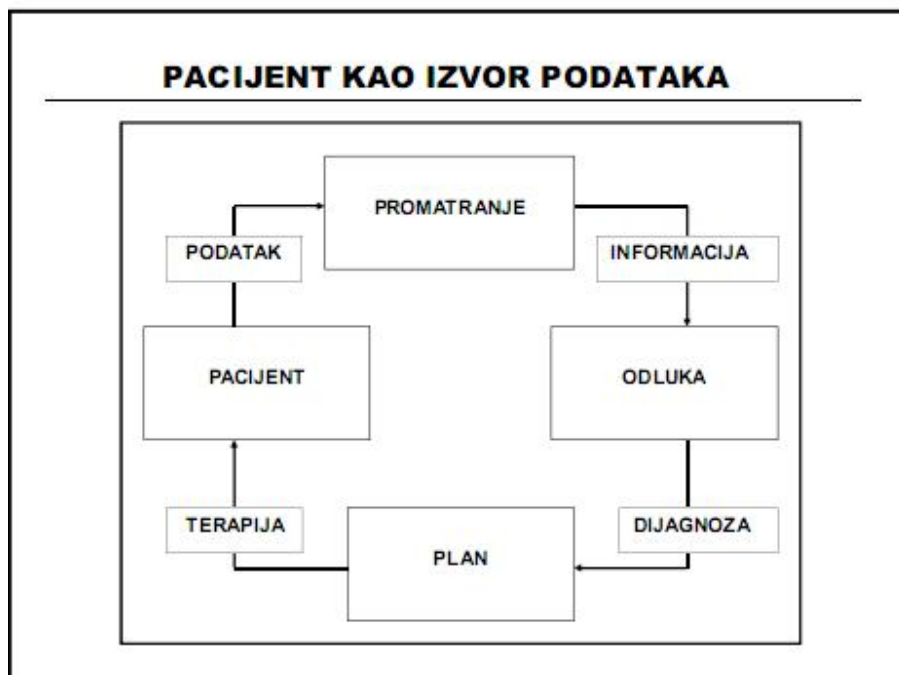 PACIJENT KAO IZVOR PODATAKA
PROMATRANJE
PODATAK
INFORMACIJA
PACIJENT
ODLUKA
TERAPIJA
DIJAGNOZA
PLAN